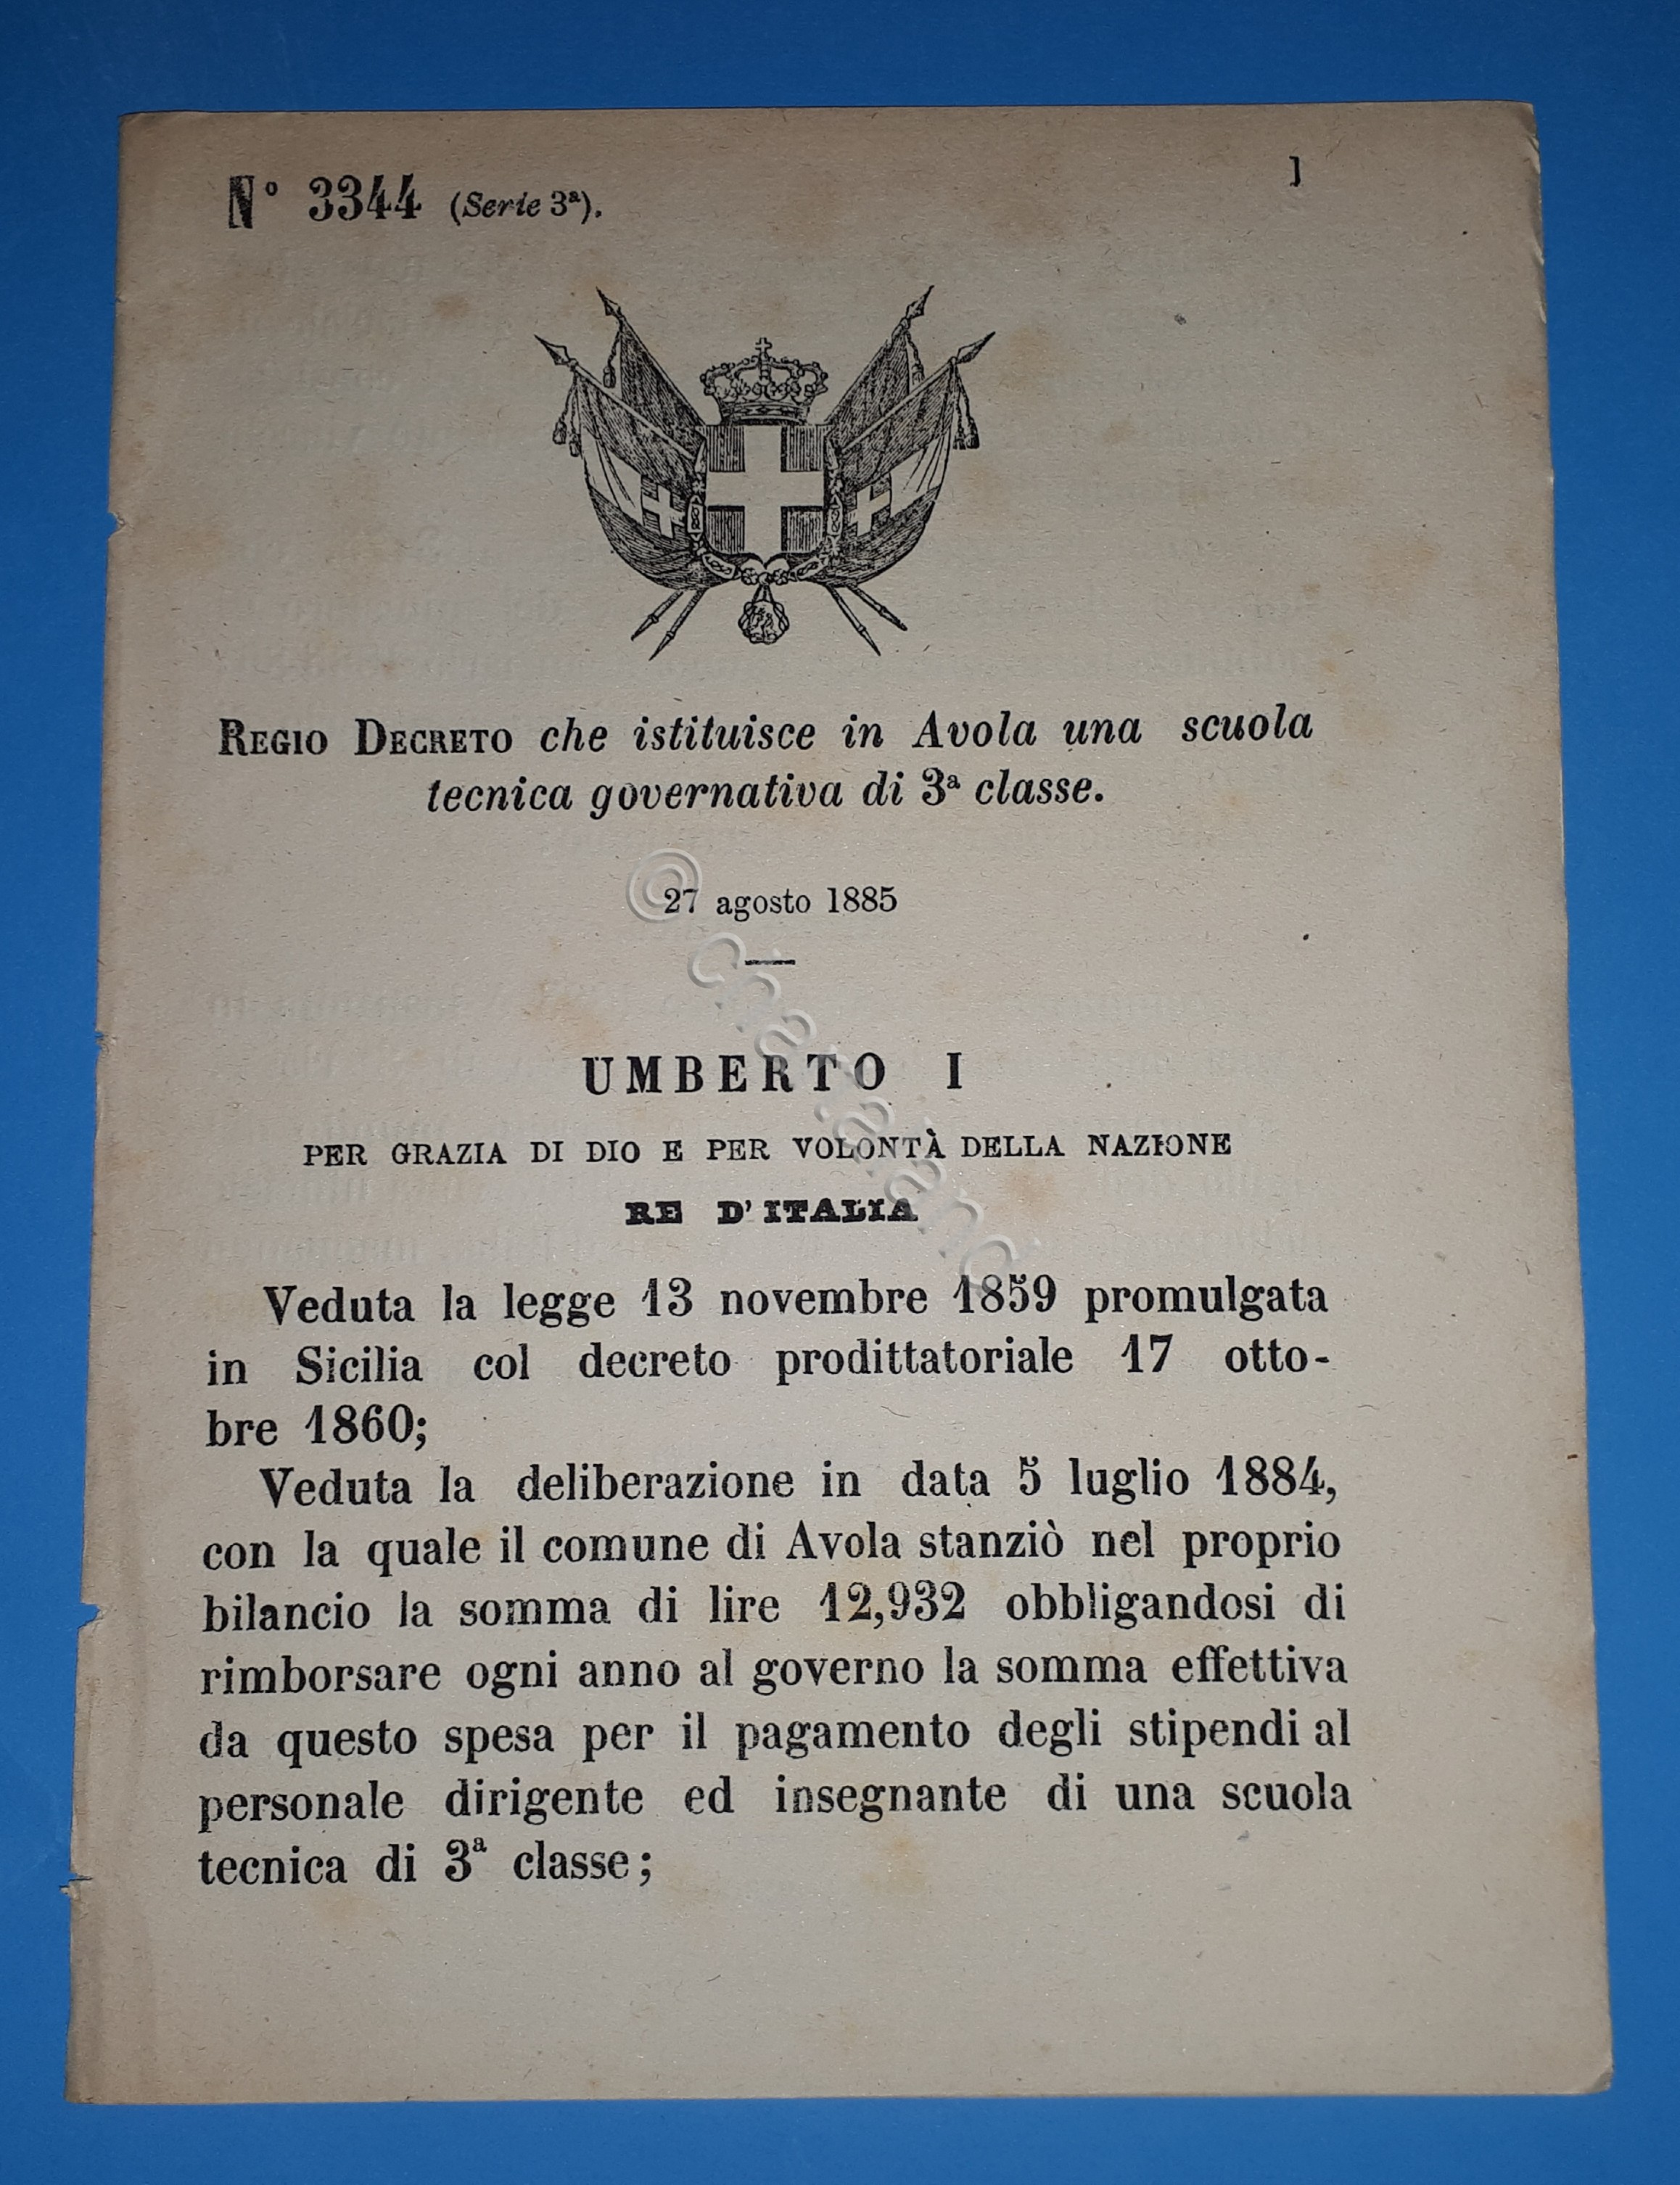 N° 3344 (Serie 3ª).
1
REGIO DECRETO che istituisce in Avola una scuola
tecnica governativa di 3ª classe.
27 agosto 1885
UMBERTO I
PER GRAZIA DI DIO E PER VOLONTÀ DELLA NAZIONE
RE D'ITALIA
Veduta la legge 13 novembre 1859 promulgata
in Sicilia col decreto prodittatoriale 17 otto-
bre 1860;
Veduta la deliberazione in data 5 luglio 1884,
con la quale il comune di Avola stanziò nel proprio
bilancio la somma di lire 12,932 obbligandosi di
rimborsare ogni anno al governo la somma effettiva
da questo spesa per il pagamento degli stipendi al
personale dirigente ed insegnante di una scuola
tecnica di 3ª classe;